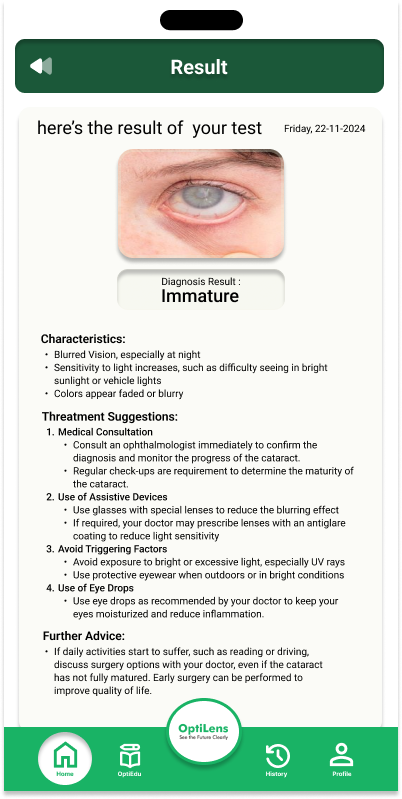 Result
here's the result of your test
Friday, 22-11-2024
Diagnosis Result :
Immature
Characteristics:
• Blurred Vision, especially at night
• Sensitivity to light increases, such as difficulty seeing in bright
sunlight or vehicle lights
• Colors appear faded or blurry
Threatment Suggestions:
1. Medical Consultation
• Consult an ophthalmologist immediately to confirm the
diagnosis and monitor the progress of the cataract.
• Regular check-ups are requirement to determine the maturity of
the cataract.
2. Use of Assistive Devices
• Use glasses with special lenses to reduce the blurring effect
• If required, your doctor may prescribe lenses with an antiglare
coating to reduce light sensitivity
3. Avoid Triggering Factors
• Avoid exposure to bright or excessive light, especially UV rays
• Use protective eyewear when outdoors or in bright conditions
4. Use of Eye Drops
• Use eye drops as recommended by your doctor to keep your
eyes moisturized and reduce inflammation.
Further Advice:
• If daily activities start to suffer, such as reading or driving,
discuss surgery options with your doctor, even if the cataract
has not fully matured. Early surgery can be performed to
improve quality of life.
OptiLens
See the Future Clearly
Home
OptiEdu
History
Profile